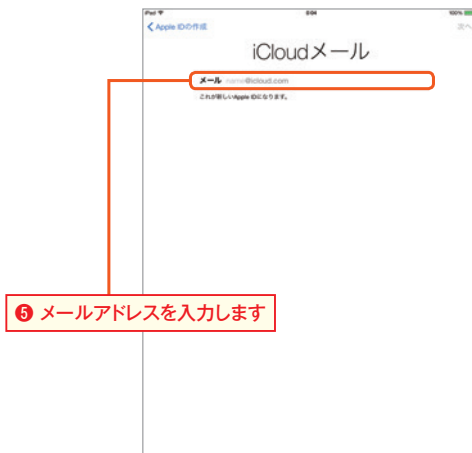 iPad 9:04 100%
＜Apple IDの作成 次へ
iCloudメール
メール name@icloud.com
これが新しいApple IDになります。
❺ メールアドレスを入力します